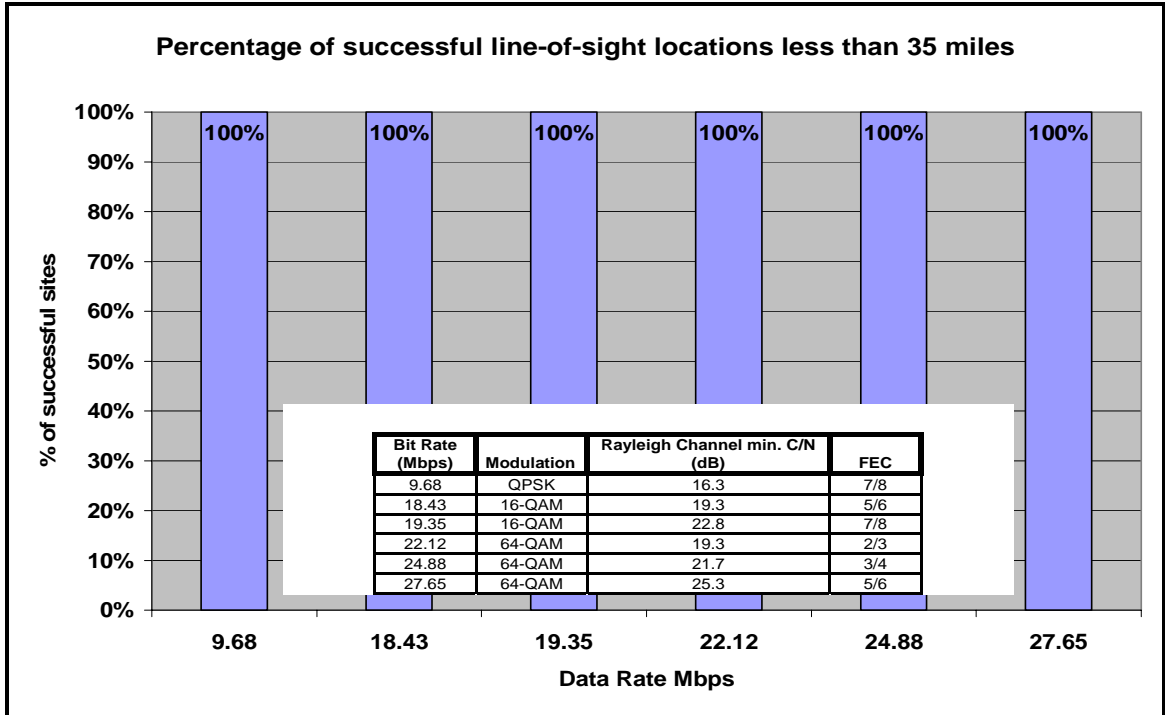 Percentage of successful line-of-sight locations less than 35 miles
% of successful sites
100%
90%
80%
70%
60%
50%
40%
30%
20%
10%
0%
100% 100% 100% 100% 100% 100%
Bit Rate (Mbps) Modulation Rayleigh Channel min. C/N (dB) FEC
9.68 QPSK 16.3 7/8
18.43 16-QAM 19.3 5/6
19.35 16-QAM 22.8 7/8
22.12 64-QAM 19.3 2/3
24.88 64-QAM 21.7 3/4
27.65 64-QAM 25.3 5/6
9.68 18.43 19.35 22.12 24.88 27.65
Data Rate Mbps